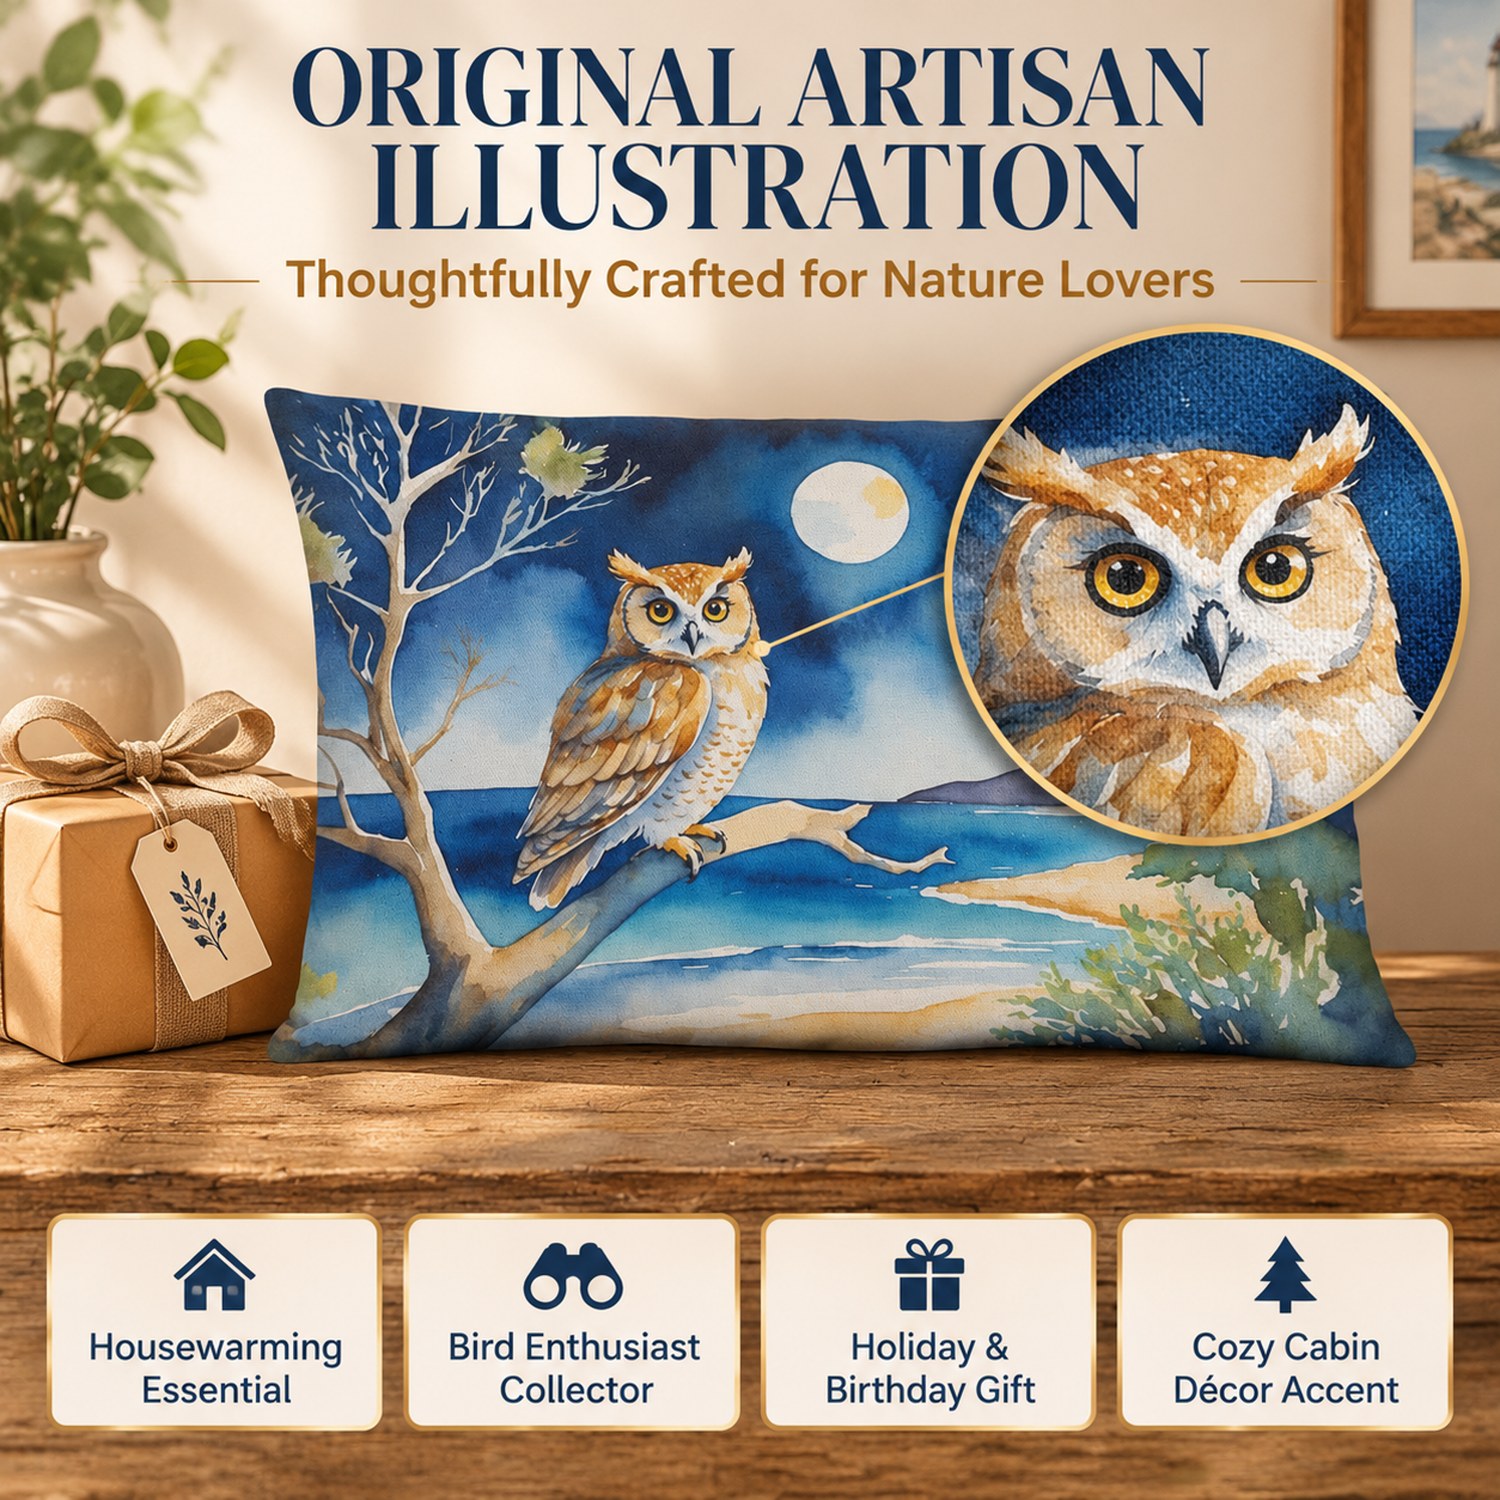 ORIGINAL ARTISAN
ILLUSTRATION
Thoughtfully Crafted for Nature Lovers
Housewarming
Essential
Bird Enthusiast
Collector
Holiday &
Birthday Gift
Cozy Cabin
Décor Accent